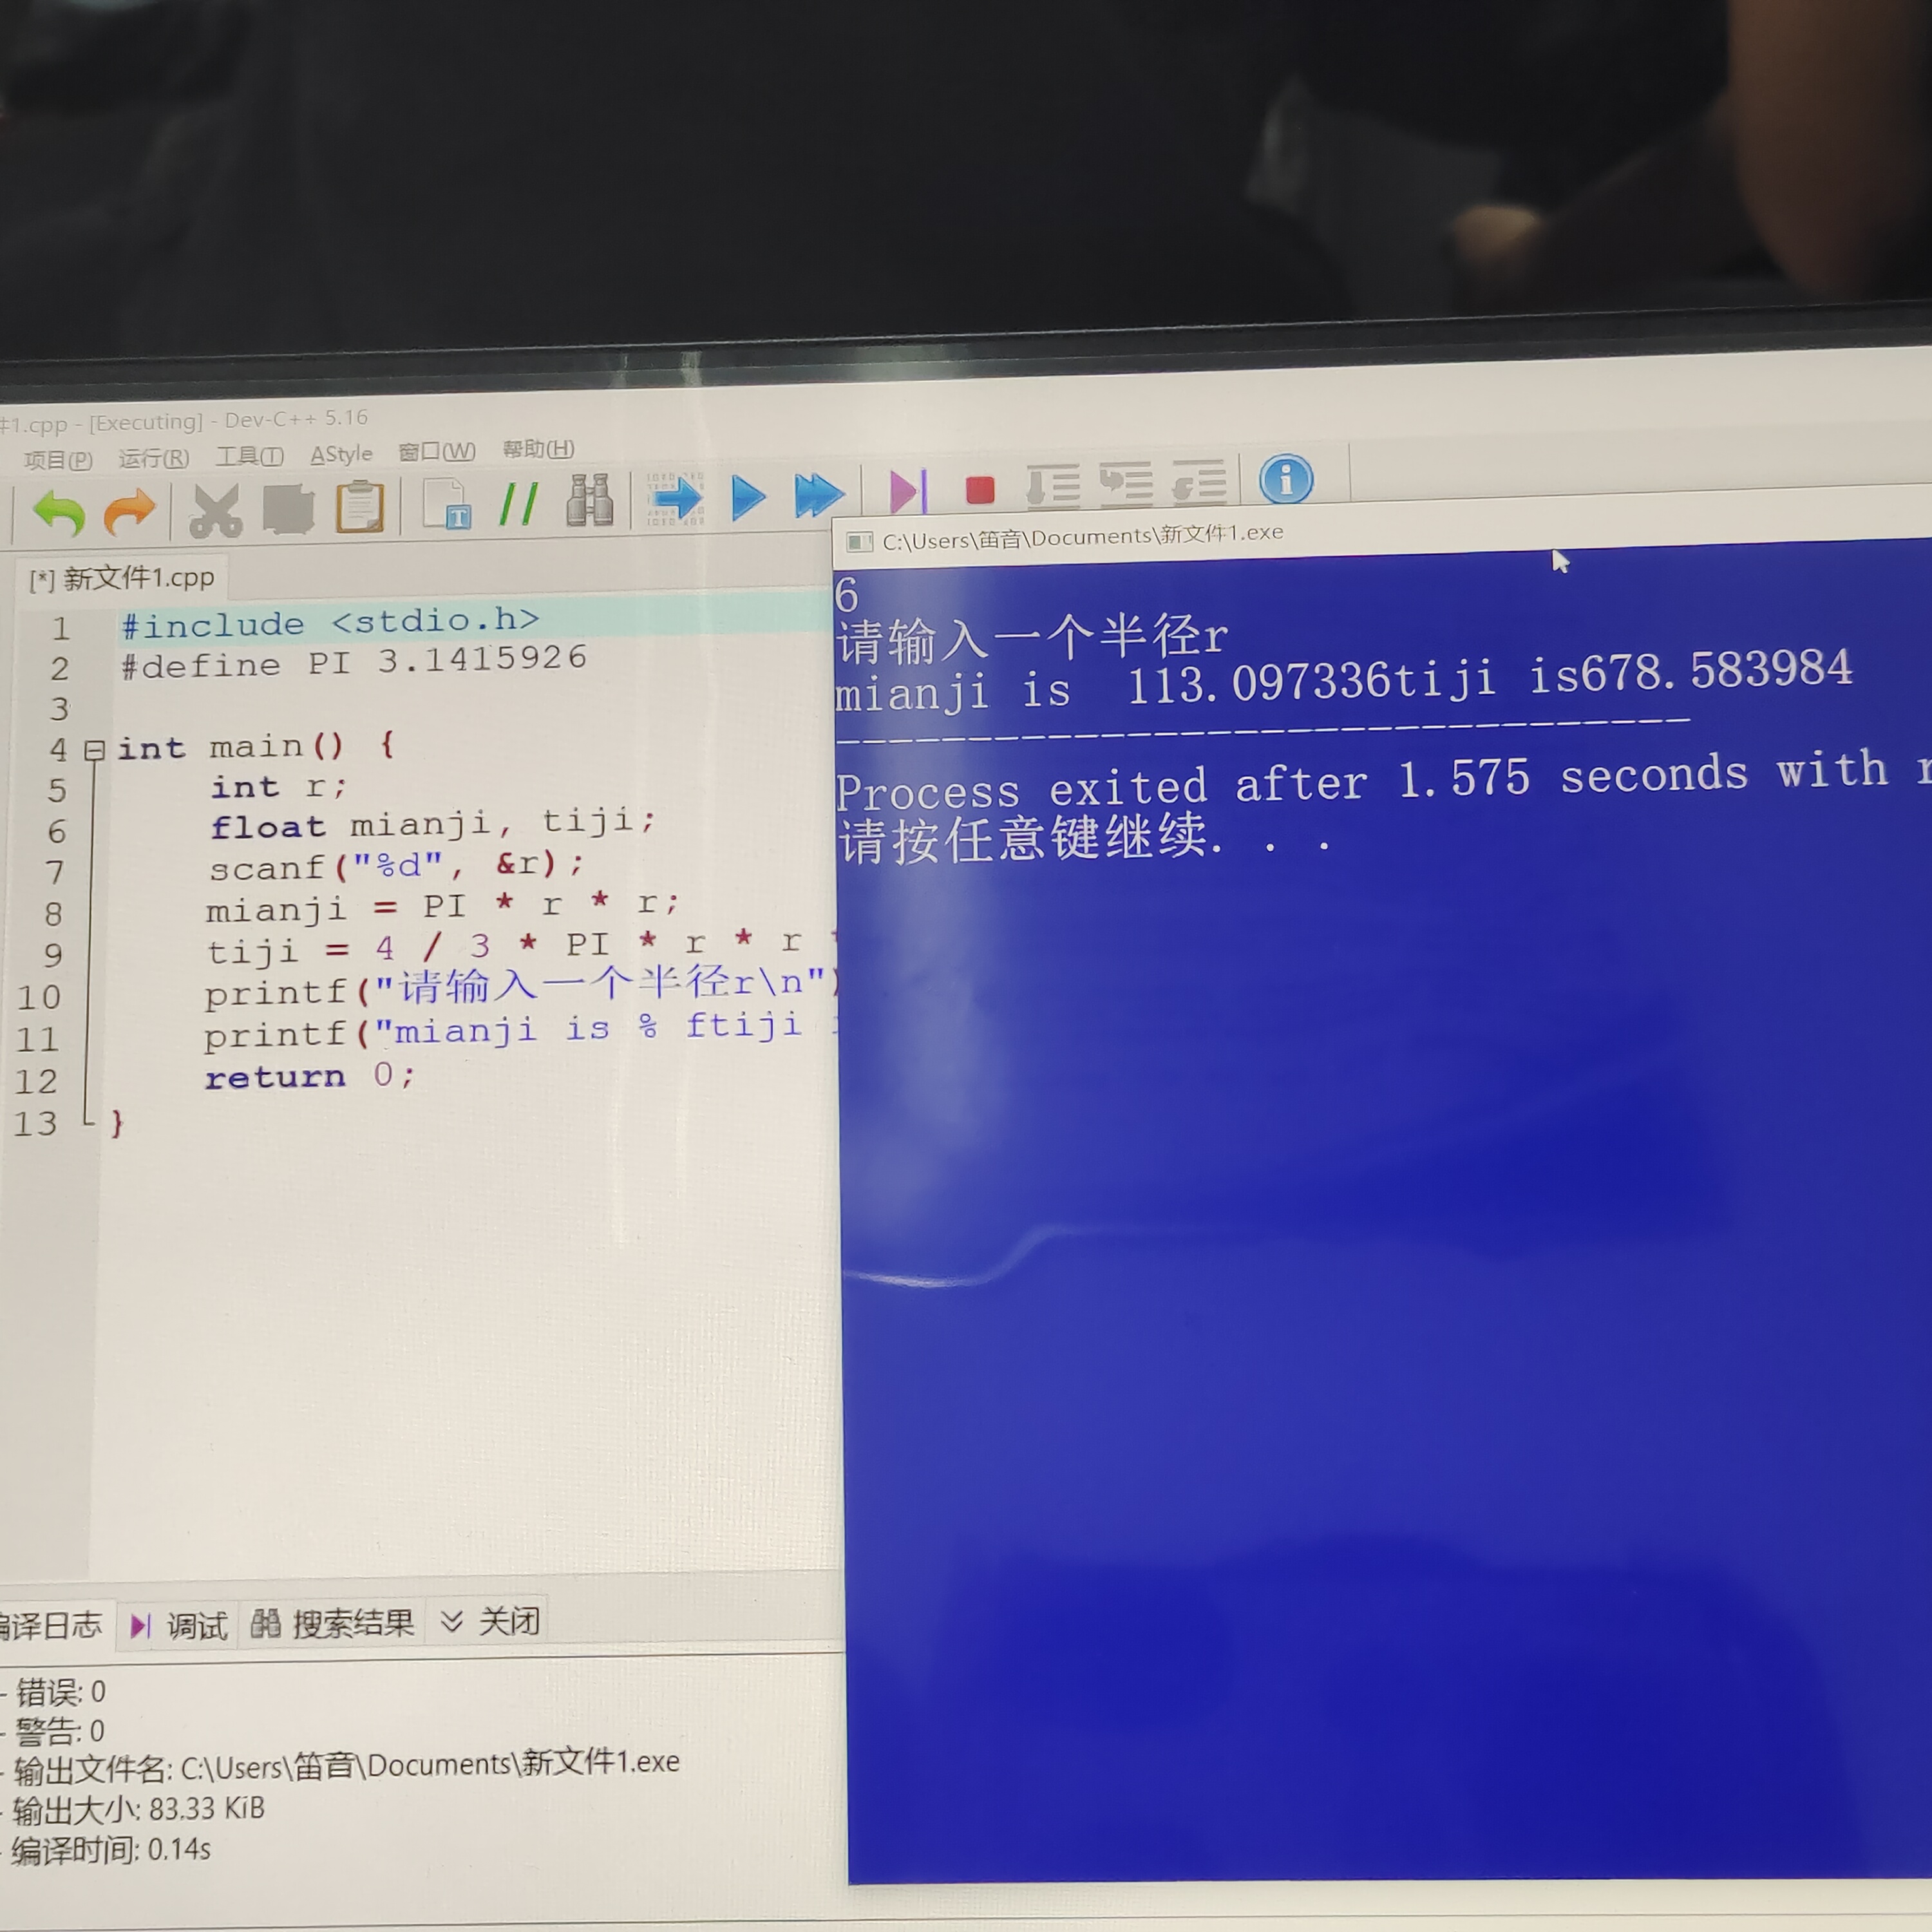 1.cpp - [Executing] - Dev-C++ 5.16
项目(P) 运行(R) 工具(T) AStyle 窗口(W) 帮助(H)
[*] 新文件1.cpp
1 #include <stdio.h>
2 #define PI 3.1415926
3
4 int main() {
5 int r;
6 float mianji, tiji;
7 scanf("%d", &r);
8 mianji = PI * r * r;
9 tiji = 4 / 3 * PI * r * r
10 printf("请输入一个半径r\n")
11 printf("mianji is % ftiji
12 return 0;
13 }
C:\Users\笛音\Documents\新文件1.exe
6
请输入一个半径r
mianji is  113.097336tiji is678.583984
--------------------------------
Process exited after 1.575 seconds with r
请按任意键继续. . .
编译日志 调试 搜索结果 关闭
- 错误: 0
- 警告: 0
- 输出文件名: C:\Users\笛音\Documents\新文件1.exe
- 输出大小: 83.33 KiB
- 编译时间: 0.14s